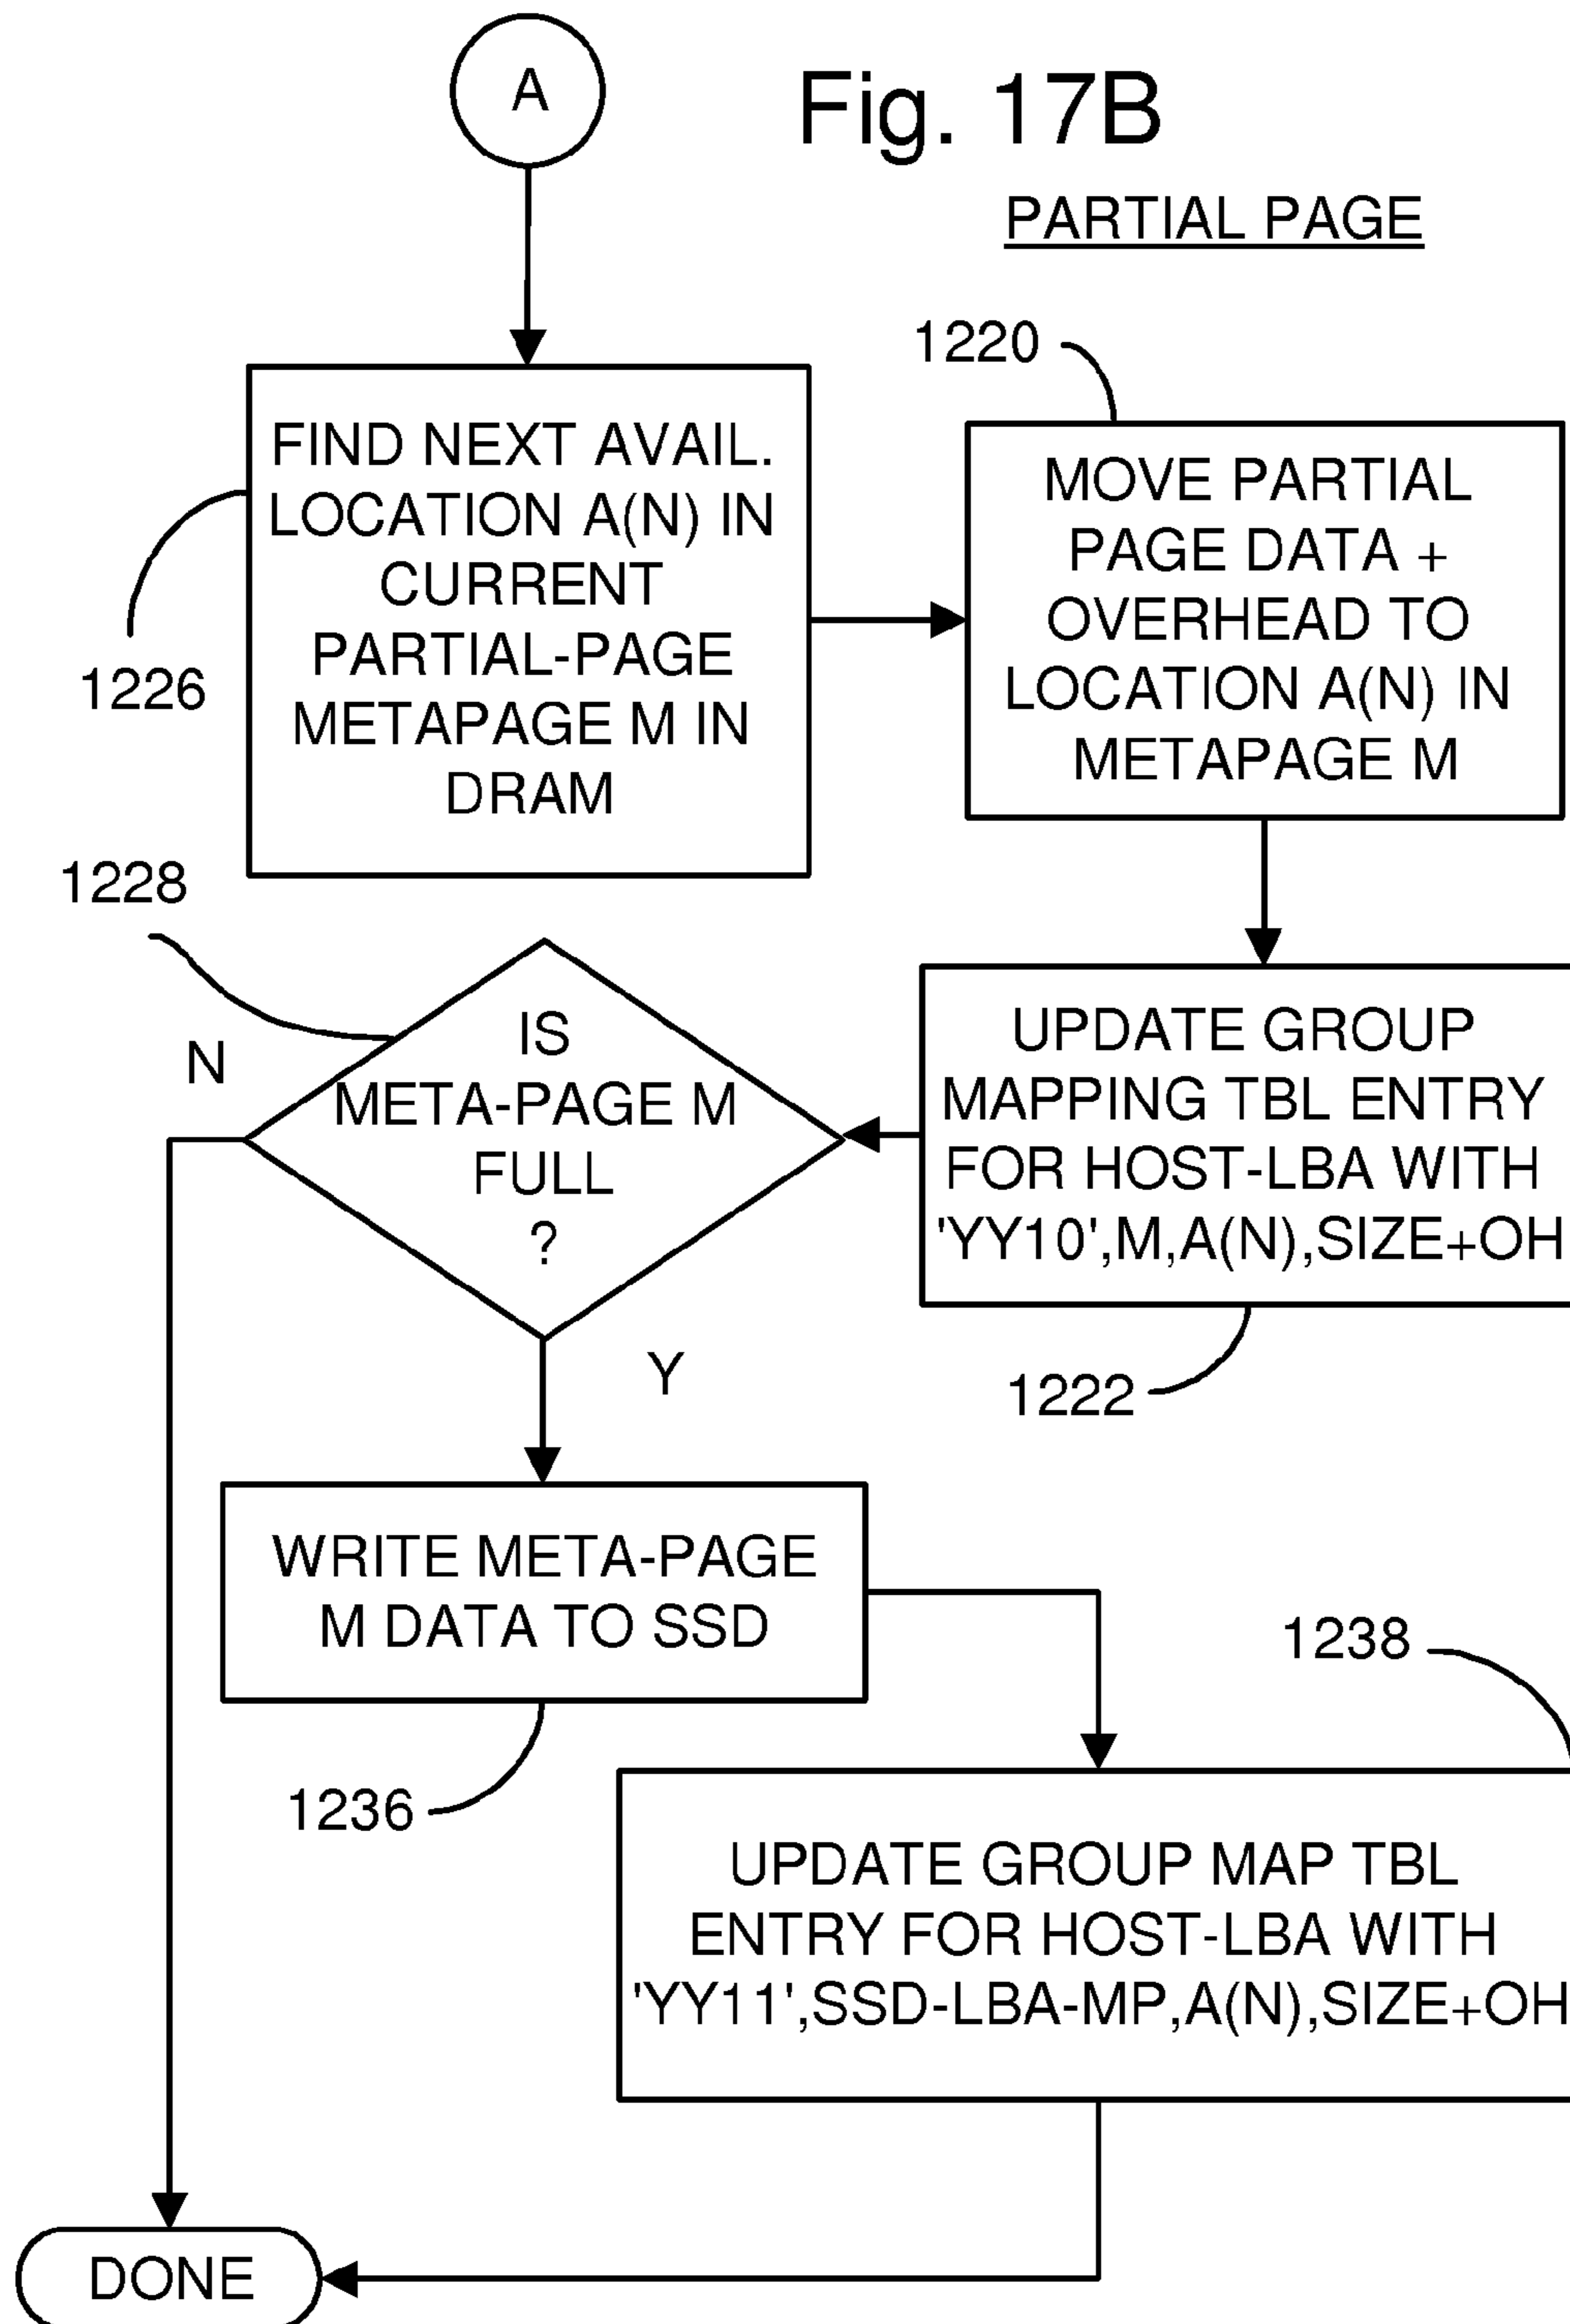 A
Fig. 17B
PARTIAL PAGE
FIND NEXT AVAIL.
LOCATION A(N) IN
CURRENT
PARTIAL-PAGE
METAPAGE M IN
DRAM
1226
1220
MOVE PARTIAL
PAGE DATA +
OVERHEAD TO
LOCATION A(N) IN
METAPAGE M
UPDATE GROUP
MAPPING TBL ENTRY
FOR HOST-LBA WITH
'YY10',M,A(N),SIZE+OH
1222
1228
IS
META-PAGE M
FULL
?
N
Y
WRITE META-PAGE
M DATA TO SSD
1236
1238
UPDATE GROUP MAP TBL
ENTRY FOR HOST-LBA WITH
'YY11',SSD-LBA-MP,A(N),SIZE+OH
DONE